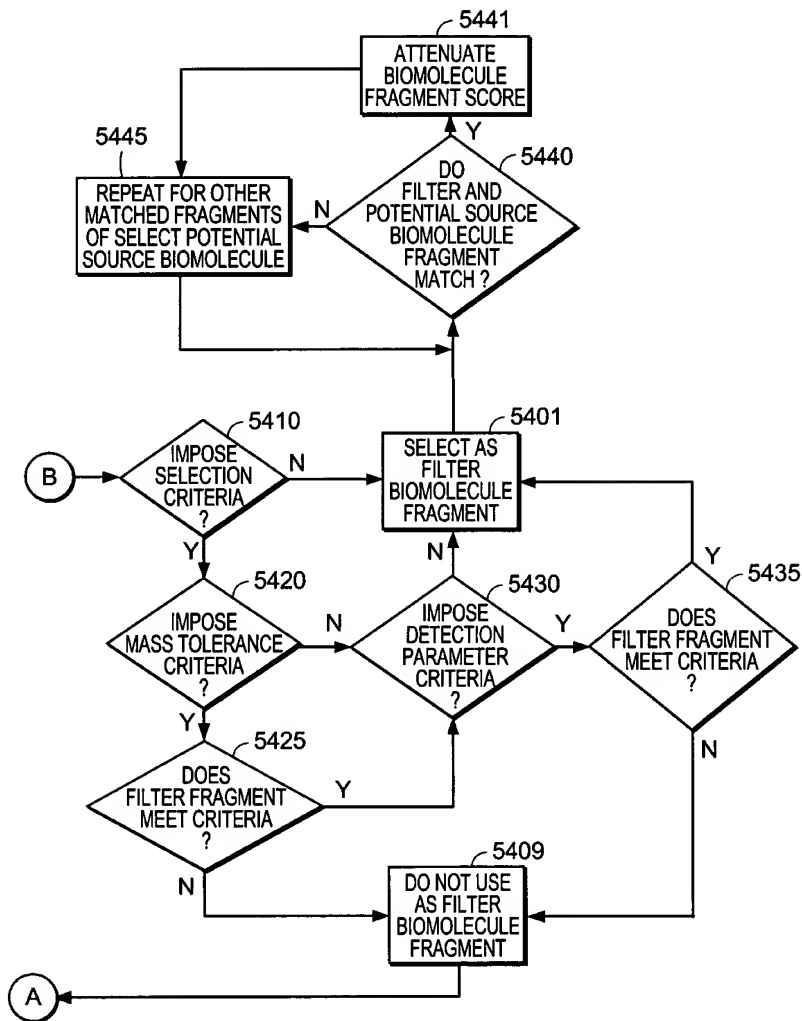 5441
ATTENUATE
BIOMOLECULE
FRAGMENT SCORE
Y
5445
REPEAT FOR OTHER
MATCHED FRAGMENTS
OF SELECT POTENTIAL
SOURCE BIOMOLECULE
N
5440
DO
FILTER AND
POTENTIAL SOURCE
BIOMOLECULE
FRAGMENT
MATCH ?
B
5410
IMPOSE
SELECTION
CRITERIA
?
N
Y
5401
SELECT AS
FILTER
BIOMOLECULE
FRAGMENT
N
5420
IMPOSE
MASS TOLERANCE
CRITERIA
?
N
Y
5430
IMPOSE
DETECTION
PARAMETER
CRITERIA
?
Y
Y
5435
DOES
FILTER FRAGMENT
MEET CRITERIA
?
N
5425
DOES
FILTER FRAGMENT
MEET CRITERIA
?
Y
N
5409
DO NOT USE
AS FILTER
BIOMOLECULE
FRAGMENT
A